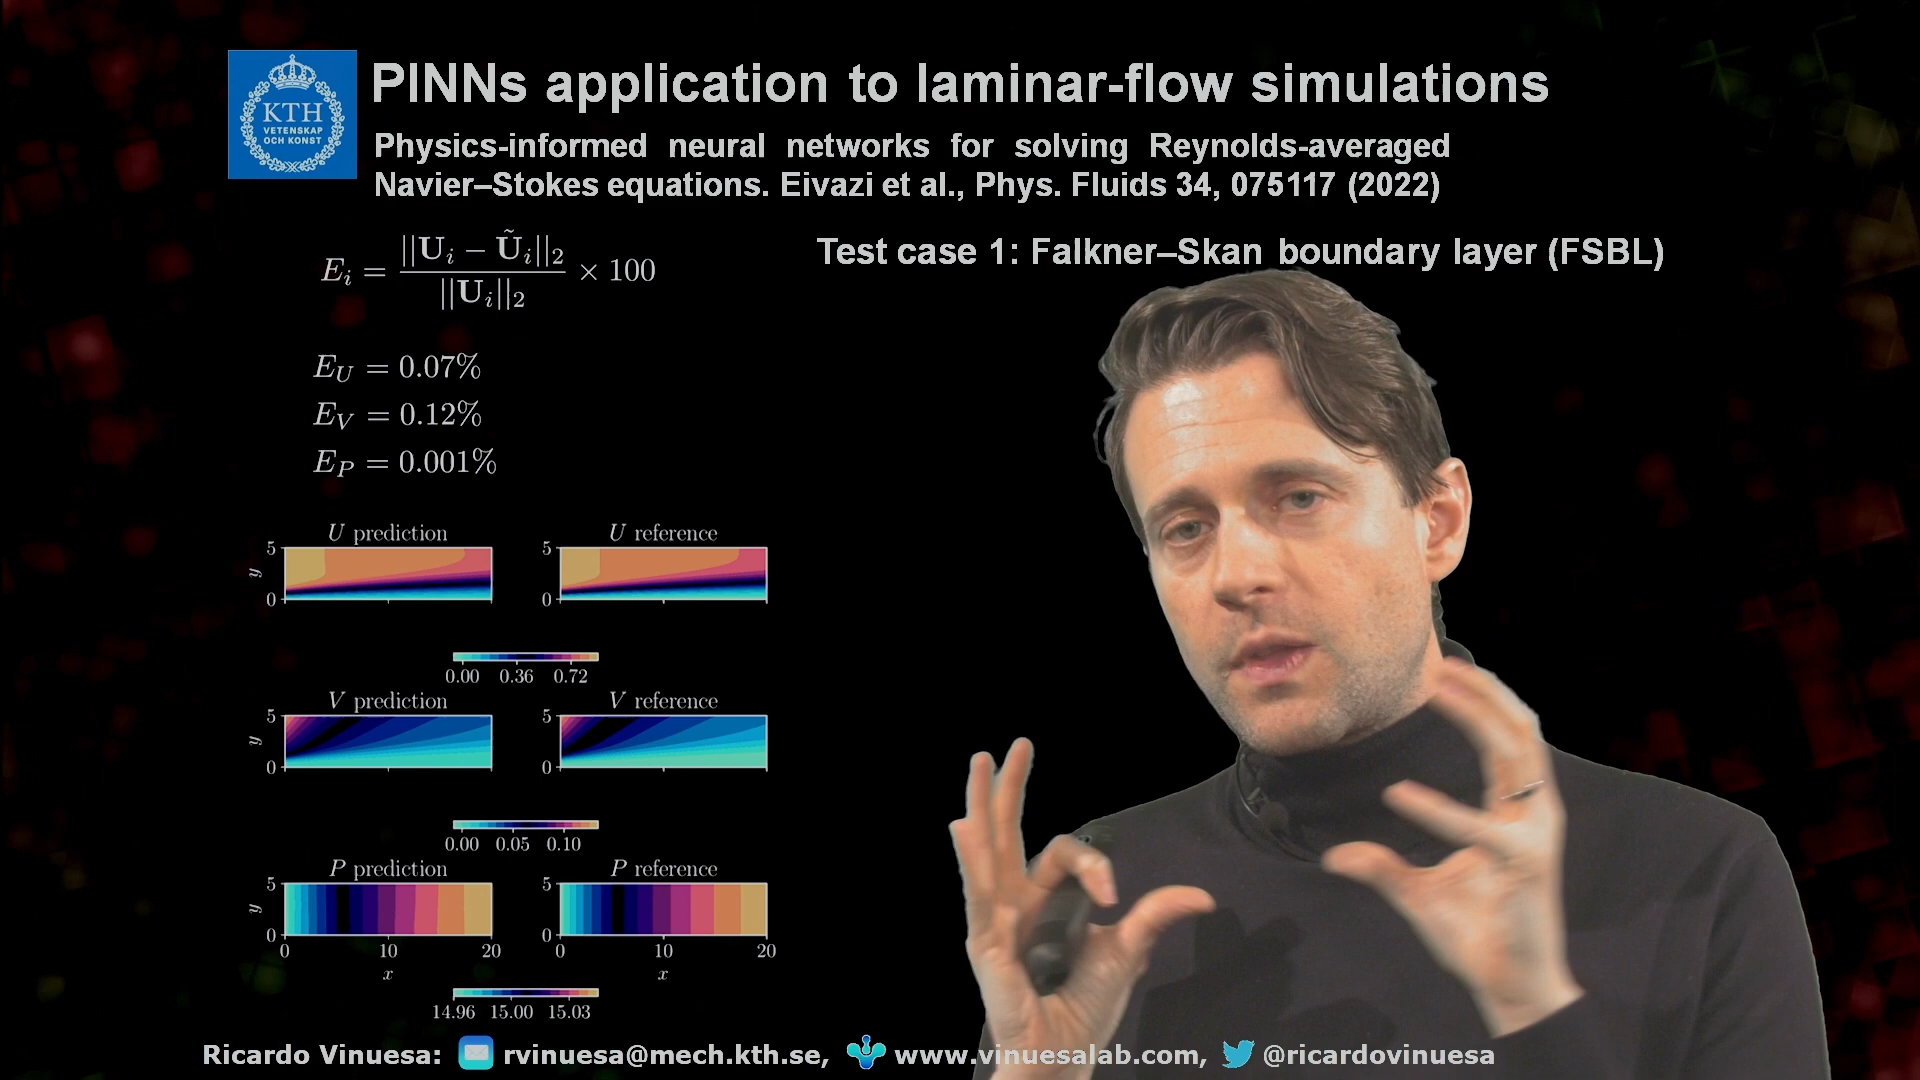 KTH
VETENSKAP
OCH KONST
PINNs application to laminar-flow simulations
Physics-informed neural networks for solving Reynolds-averaged
Navier–Stokes equations. Eivazi et al., Phys. Fluids 34, 075117 (2022)
E_i = ||U_i − Ũ_i||_2 / ||U_i||_2 × 100
Test case 1: Falkner–Skan boundary layer (FSBL)
E_U = 0.07%
E_V = 0.12%
E_P = 0.001%
U prediction U reference
5 5
y
0 0
0.00 0.36 0.72
V prediction V reference
5 5
y
0 0
0.00 0.05 0.10
P prediction P reference
5 5
y
0 0
0 10 20 0 10 20
x x
14.96 15.00 15.03
Ricardo Vinuesa: rvinuesa@mech.kth.se, www.vinuesalab.com, @ricardovinuesa